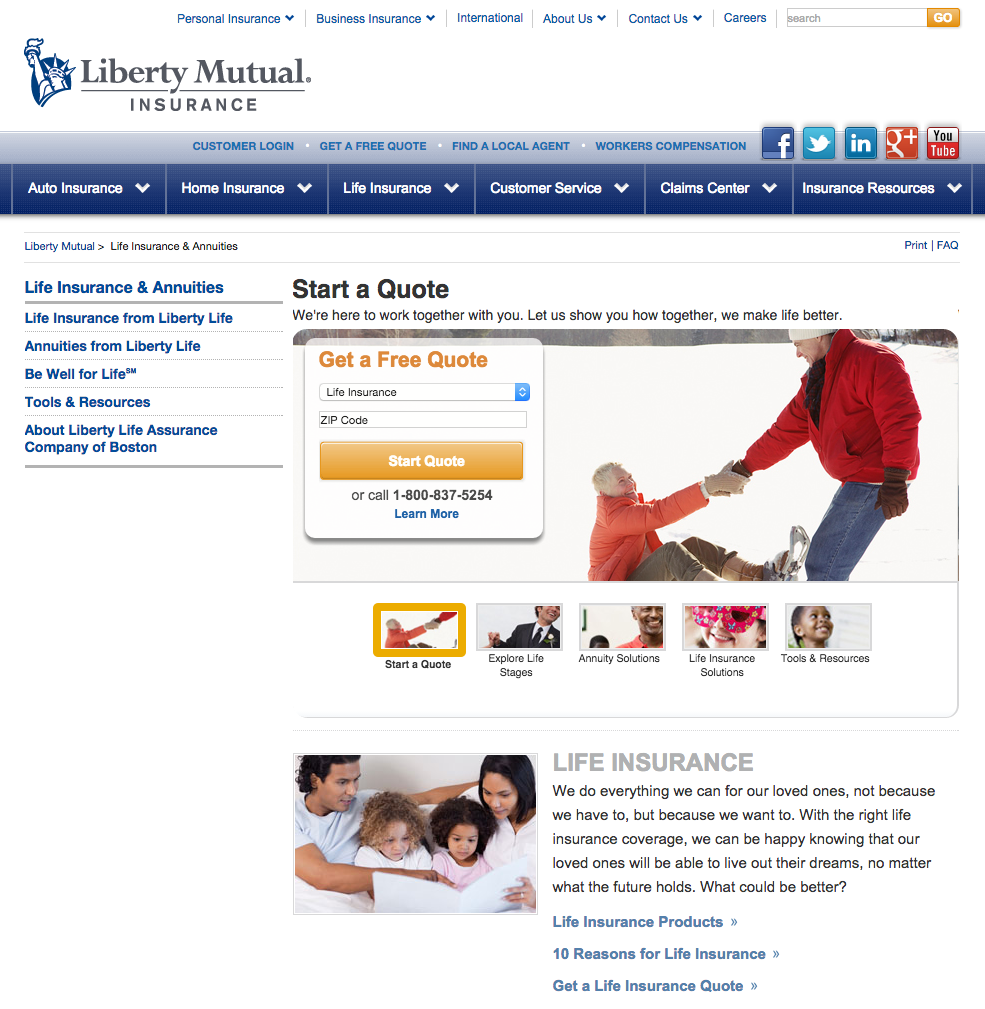 Personal Insurance
Business Insurance
International
About Us
Contact Us
Careers
search
GO
Liberty Mutual®
INSURANCE
CUSTOMER LOGIN • GET A FREE QUOTE • FIND A LOCAL AGENT • WORKERS COMPENSATION
f
in
g+
You
Tube
Auto Insurance
Home Insurance
Life Insurance
Customer Service
Claims Center
Insurance Resources
Liberty Mutual > Life Insurance & Annuities
Print | FAQ
Life Insurance & Annuities
Life Insurance from Liberty Life
Annuities from Liberty Life
Be Well for Life℠
Tools & Resources
About Liberty Life Assurance
Company of Boston
Start a Quote
We're here to work together with you. Let us show you how together, we make life better.
Get a Free Quote
Life Insurance
ZIP Code
Start Quote
or call 1-800-837-5254
Learn More
Start a Quote
Explore Life
Stages
Annuity Solutions
Life Insurance
Solutions
Tools & Resources
LIFE INSURANCE
We do everything we can for our loved ones, not because
we have to, but because we want to. With the right life
insurance coverage, we can be happy knowing that our
loved ones will be able to live out their dreams, no matter
what the future holds. What could be better?
Life Insurance Products »
10 Reasons for Life Insurance »
Get a Life Insurance Quote »